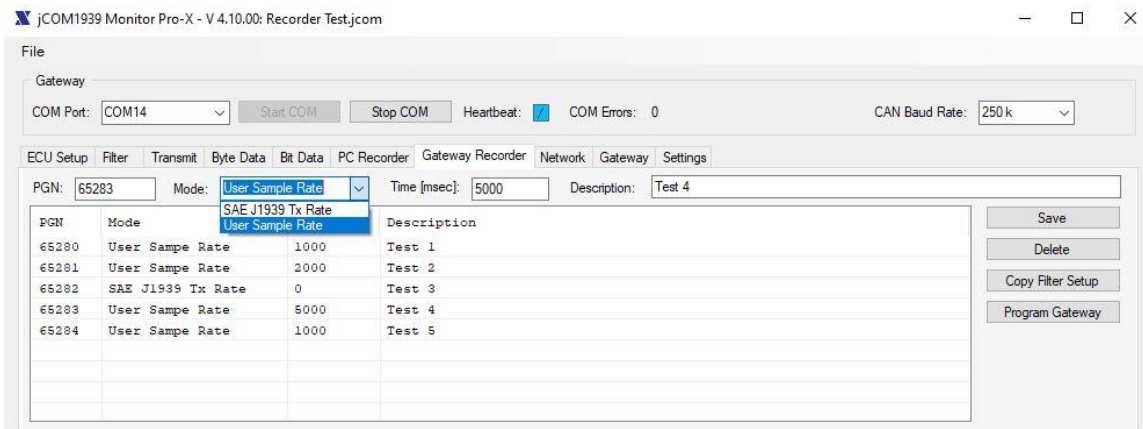 jCOM1939 Monitor Pro-X - V 4.10.00: Recorder Test.jcom
File
Gateway
COM Port: COM14 Start COM Stop COM Heartbeat: / COM Errors: 0 CAN Baud Rate: 250 k
ECU Setup Filter Transmit Byte Data Bit Data PC Recorder Gateway Recorder Network Gateway Settings
PGN: 65283 Mode: User Sample Rate Time [msec]: 5000 Description: Test 4
SAE J1939 Tx Rate
User Sample Rate
PGN Mode Description
65280 User Sampe Rate 1000 Test 1
65281 User Sampe Rate 2000 Test 2
65282 SAE J1939 Tx Rate 0 Test 3
65283 User Sampe Rate 5000 Test 4
65284 User Sampe Rate 1000 Test 5
Save
Delete
Copy Filter Setup
Program Gateway